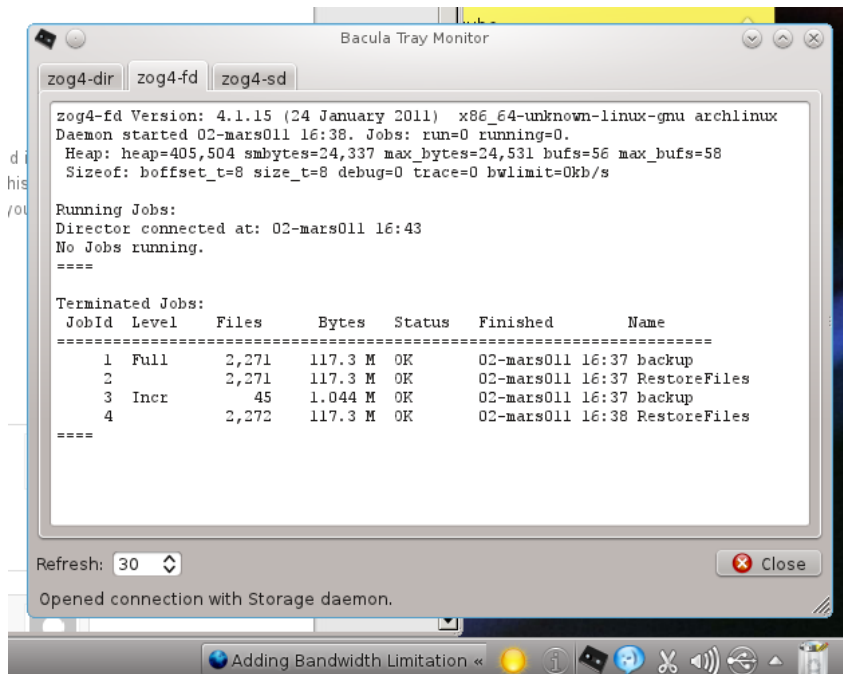 Bacula Tray Monitor
zog4-dir zog4-fd zog4-sd
zog4-fd Version: 4.1.15 (24 January 2011)  x86_64-unknown-linux-gnu archlinux
Daemon started 02-mars011 16:38. Jobs: run=0 running=0.
 Heap: heap=405,504 smbytes=24,337 max_bytes=24,531 bufs=56 max_bufs=58
 Sizeof: boffset_t=8 size_t=8 debug=0 trace=0 bwlimit=0kb/s
Running Jobs:
Director connected at: 02-mars011 16:43
No Jobs running.
====
Terminated Jobs:
 JobId  Level    Files      Bytes   Status   Finished        Name
======================================================================
     1  Full      2,271    117.3 M  OK       02-mars011 16:37 backup
     2            2,271    117.3 M  OK       02-mars011 16:37 RestoreFiles
     3  Incr         45    1.044 M  OK       02-mars011 16:37 backup
     4            2,272    117.3 M  OK       02-mars011 16:38 RestoreFiles
====
Refresh: 30
Close
Opened connection with Storage daemon.
Adding Bandwidth Limitation «